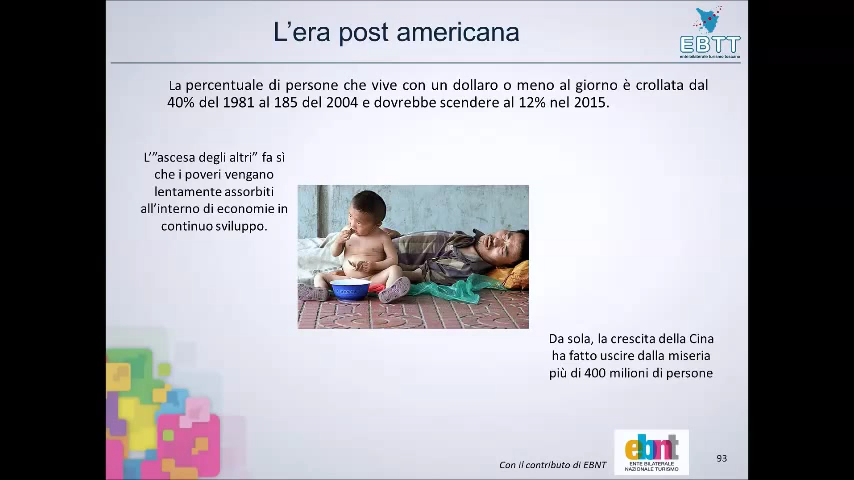 L'era post americana
EBTT
ente bilaterale turismo toscano
La percentuale di persone che vive con un dollaro o meno al giorno è crollata dal
40% del 1981 al 185 del 2004 e dovrebbe scendere al 12% nel 2015.
L'"ascesa degli altri" fa sì
che i poveri vengano
lentamente assorbiti
all'interno di economie in
continuo sviluppo.
Da sola, la crescita della Cina
ha fatto uscire dalla miseria
più di 400 milioni di persone
Con il contributo di EBNT
ebnt
ENTE BILATERALE
NAZIONALE TURISMO
93